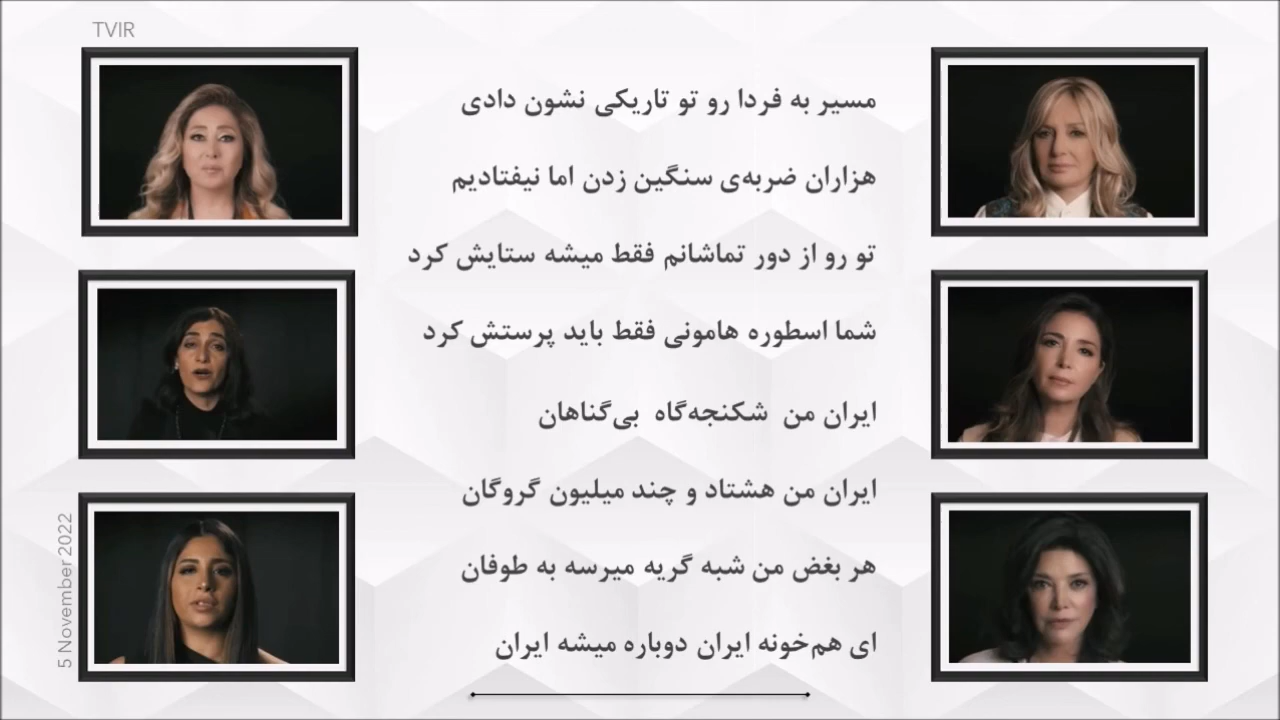 TVIR
مسیر به فردا رو تو تاریکی نشون دادی
هزاران ضربه‌ی سنگین زدن اما نیفتادیم
تو رو از دور تماشانم فقط میشه ستایش کرد
شما اسطوره هامونی فقط باید پرستش کرد
ایران من شکنجه‌گاه بی‌گناهان
ایران من هشتاد و چند میلیون گروگان
هر بغض من شبه گریه میرسه به طوفان
ای هم‌خونه ایران دوباره میشه ایران
5 November 2022